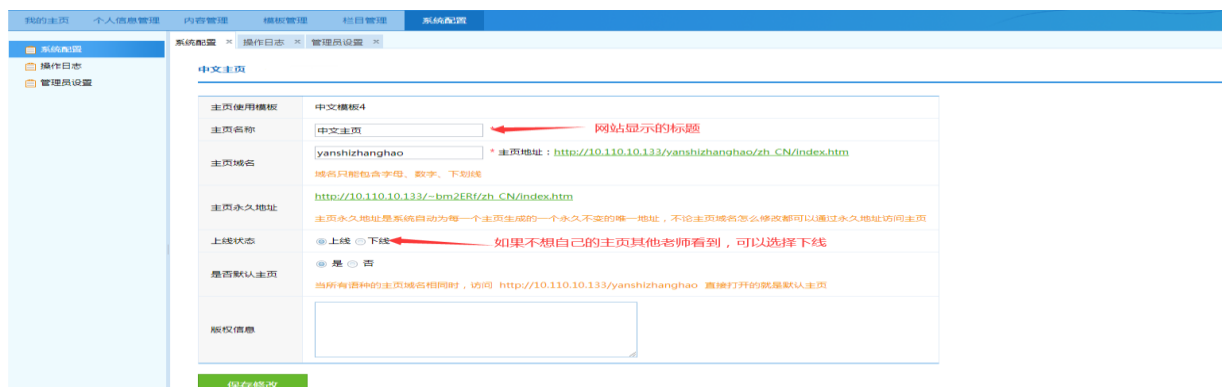 我的主页 个人信息管理 内容管理 模板管理 栏目管理 系统配置
系统配置 × 操作日志 × 管理员设置 ×
系统配置
操作日志
管理员设置
中文主页
主页使用模板 中文模板4
主页名称 中文主页 * 网站显示的标题
主页域名 yanshizhanghao * 主页地址：http://10.110.10.133/yanshizhanghao/zh_CN/index.htm
域名只能包含字母、数字、下划线
主页永久地址 http://10.110.10.133/~bm2ERf/zh_CN/index.htm
主页永久地址是系统自动为每一个主页生成的一个永久不变的唯一地址，不论主页域名怎么修改都可以通过永久地址访问主页
上线状态 上线 下线 如果不想自己的主页其他老师看到，可以选择下线
是否默认主页 是 否
当所有语种的主页域名相同时，访问 http://10.110.10.133/yanshizhanghao 直接打开的就是默认主页
版权信息
保存修改